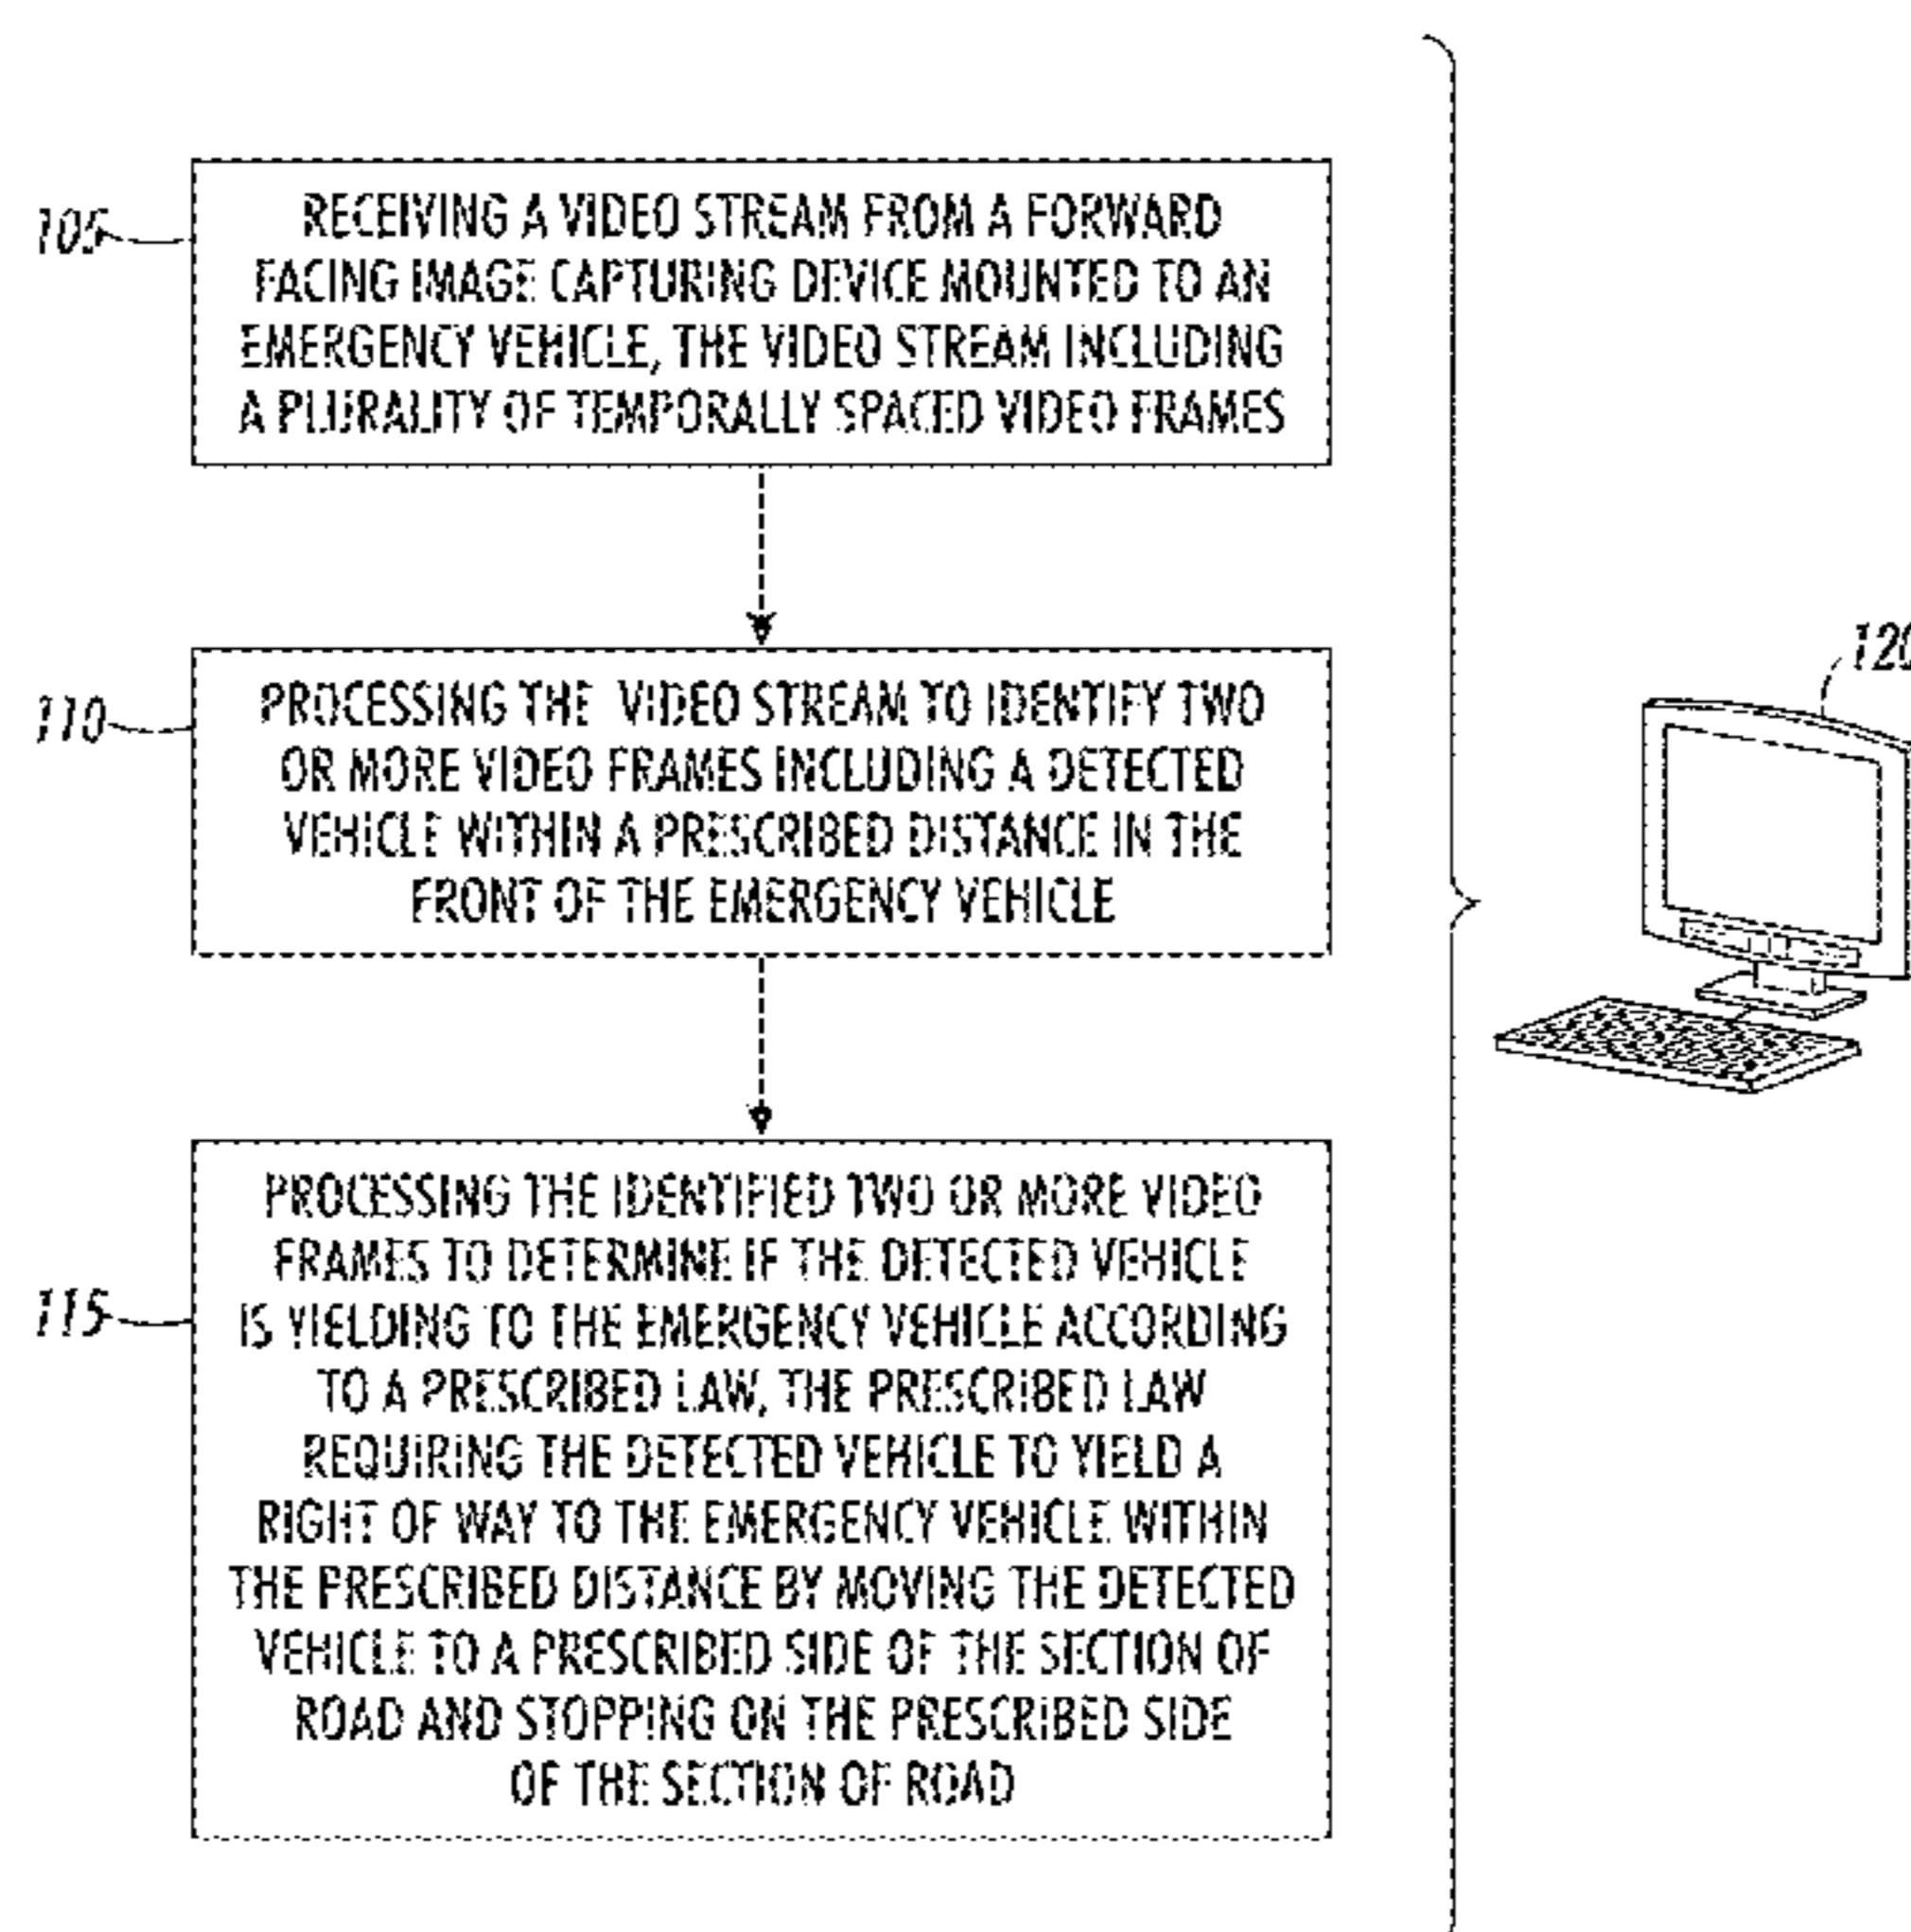 105
RECEIVING A VIDEO STREAM FROM A FORWARD
FACING IMAGE CAPTURING DEVICE MOUNTED TO AN
EMERGENCY VEHICLE, THE VIDEO STREAM INCLUDING
A PLURALITY OF TEMPORALLY SPACED VIDEO FRAMES
120
110
PROCESSING THE VIDEO STREAM TO IDENTIFY TWO
OR MORE VIDEO FRAMES INCLUDING A DETECTED
VEHICLE WITHIN A PRESCRIBED DISTANCE IN THE
FRONT OF THE EMERGENCY VEHICLE
115
PROCESSING THE IDENTIFIED TWO OR MORE VIDEO
FRAMES TO DETERMINE IF THE DETECTED VEHICLE
IS YIELDING TO THE EMERGENCY VEHICLE ACCORDING
TO A PRESCRIBED LAW, THE PRESCRIBED LAW
REQUIRING THE DETECTED VEHICLE TO YIELD A
RIGHT OF WAY TO THE EMERGENCY VEHICLE WITHIN
THE PRESCRIBED DISTANCE BY MOVING THE DETECTED
VEHICLE TO A PRESCRIBED SIDE OF THE SECTION OF
ROAD AND STOPPING ON THE PRESCRIBED SIDE
OF THE SECTION OF ROAD